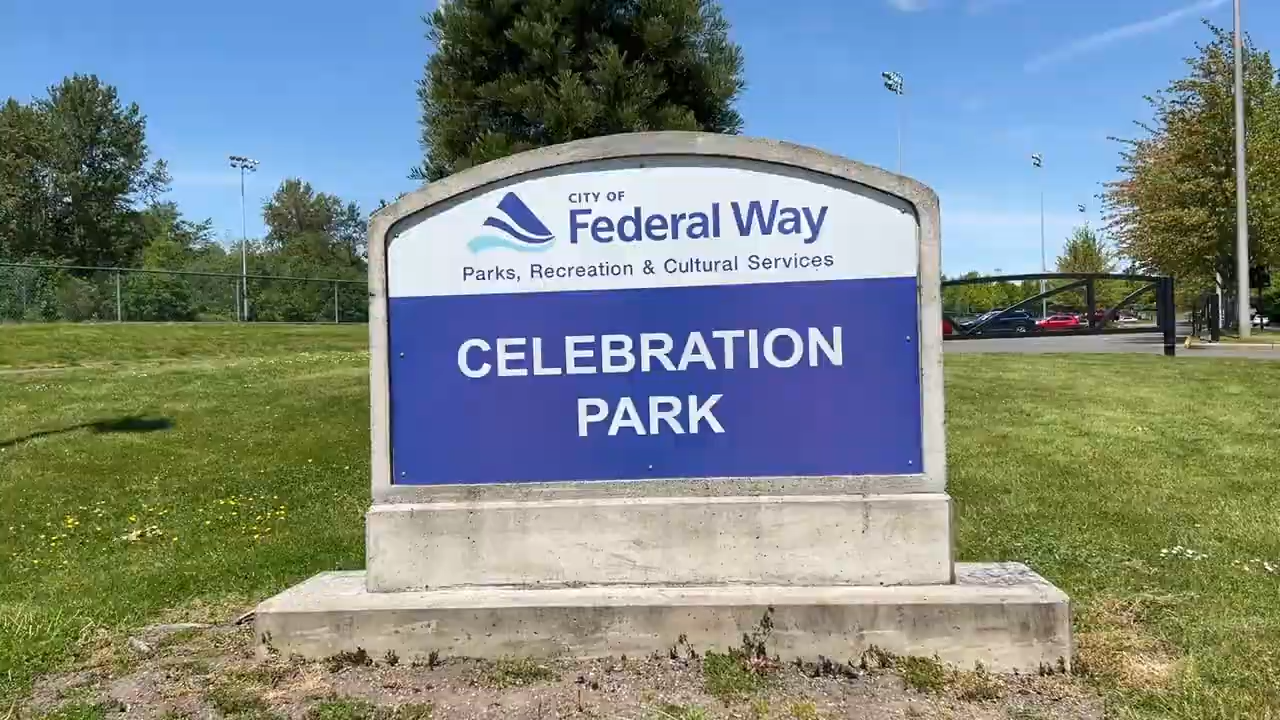 CITY OF
Federal Way
Parks, Recreation & Cultural Services
CELEBRATION
PARK